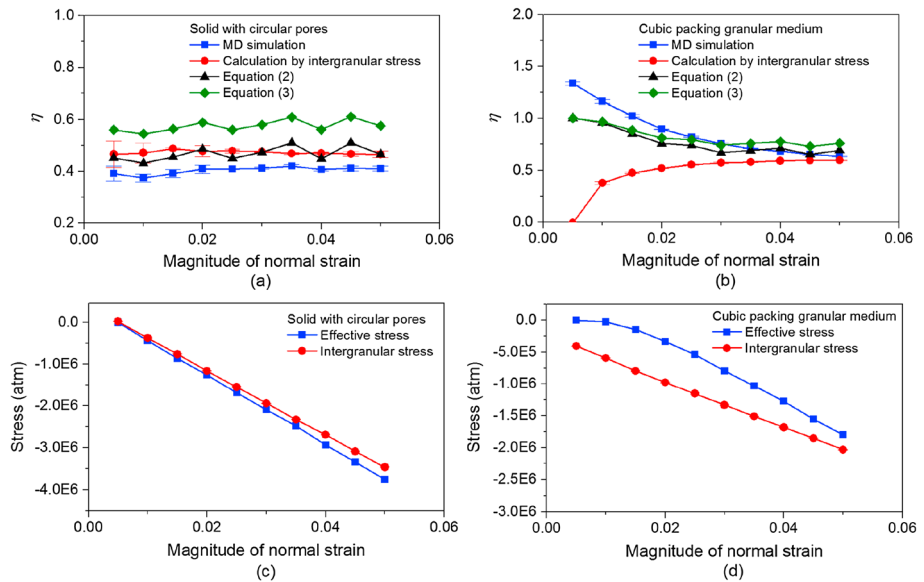 Solid with circular pores
MD simulation
Calculation by intergranular stress
Equation (2)
Equation (3)
1.0
0.8
0.6
0.4
0.2
η
0.00
0.02
0.04
0.06
Magnitude of normal strain
(a)
Cubic packing granular medium
MD simulation
Calculation by intergranular stress
Equation (2)
Equation (3)
2.0
1.5
1.0
0.5
0.0
η
0.00
0.02
0.04
0.06
Magnitude of normal strain
(b)
Solid with circular pores
Effective stress
Intergranular stress
0.0
-1.0E6
-2.0E6
-3.0E6
-4.0E6
Stress (atm)
0.00
0.02
0.04
0.06
Magnitude of normal strain
(c)
Cubic packing granular medium
Effective stress
Intergranular stress
0.0
-5.0E5
-1.0E6
-1.5E6
-2.0E6
-2.5E6
-3.0E6
Stress (atm)
0.00
0.02
0.04
0.06
Magnitude of normal strain
(d)